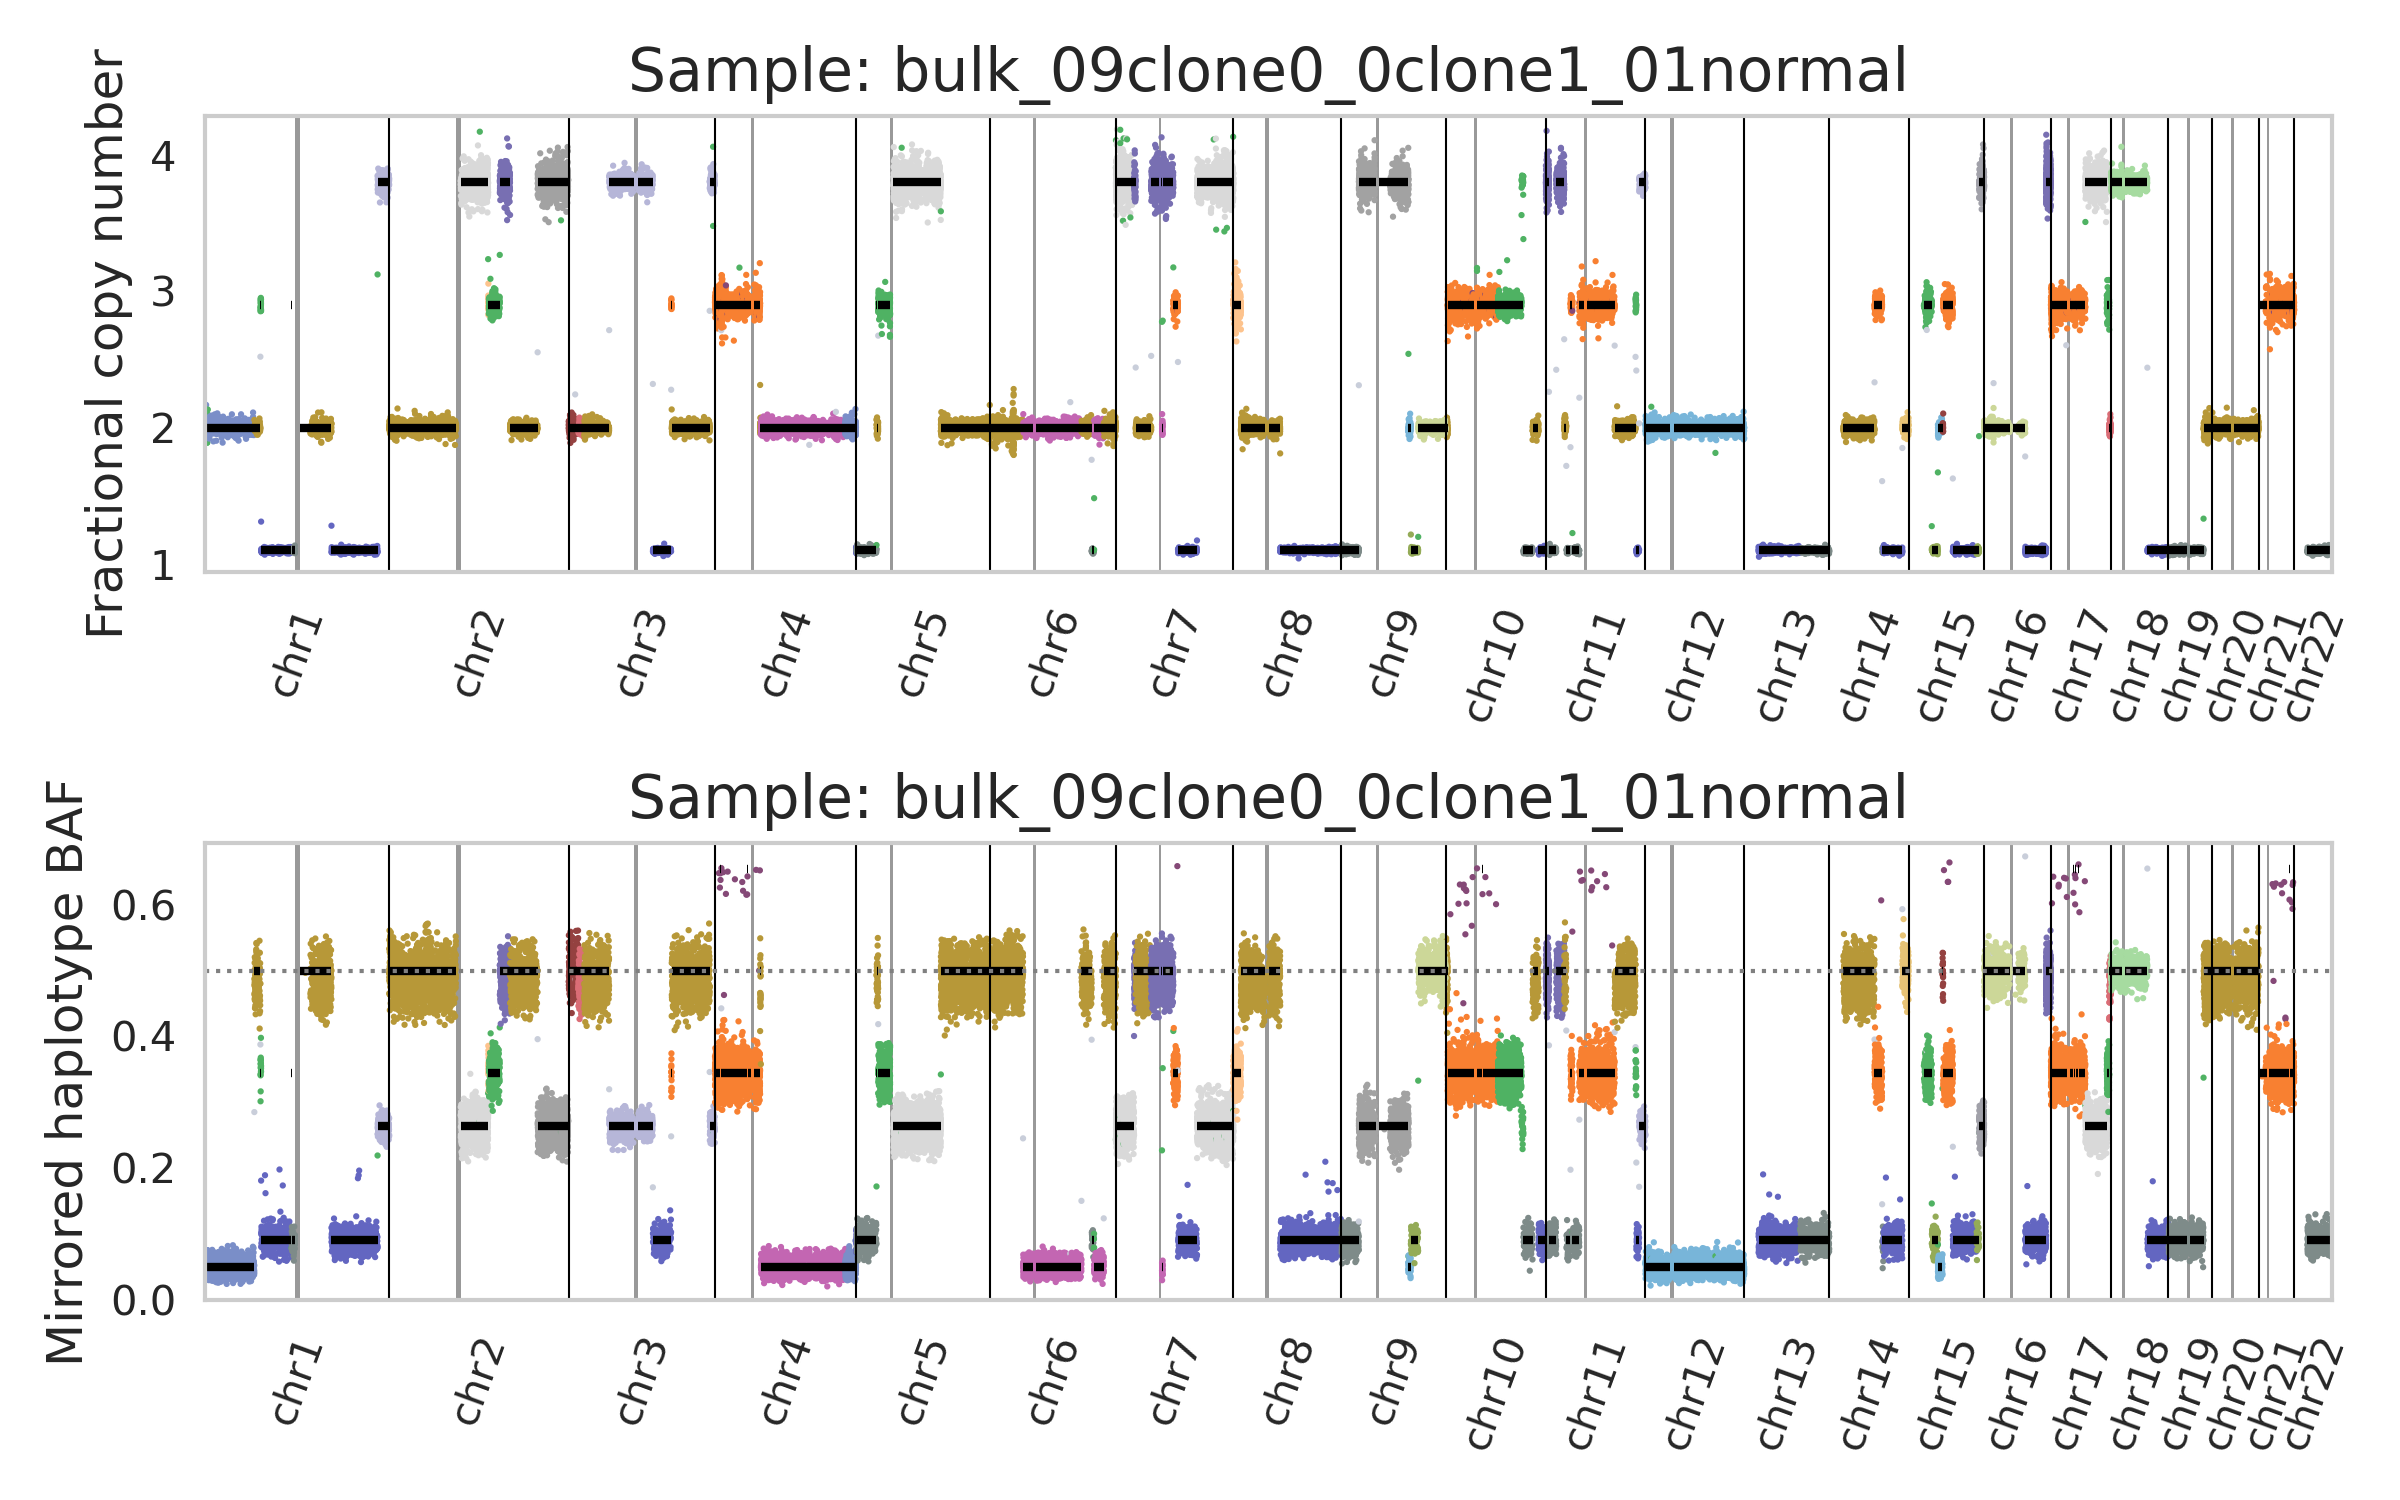 Sample: bulk_09clone0_0clone1_01normal
Fractional copy number
4
3
2
1
chr1 chr2 chr3 chr4 chr5 chr6 chr7 chr8 chr9 chr10 chr11 chr12 chr13 chr14 chr15 chr16 chr17 chr18 chr19 chr20 chr21 chr22
Sample: bulk_09clone0_0clone1_01normal
Mirrored haplotype BAF
0.6
0.4
0.2
0.0
chr1 chr2 chr3 chr4 chr5 chr6 chr7 chr8 chr9 chr10 chr11 chr12 chr13 chr14 chr15 chr16 chr17 chr18 chr19 chr20 chr21 chr22